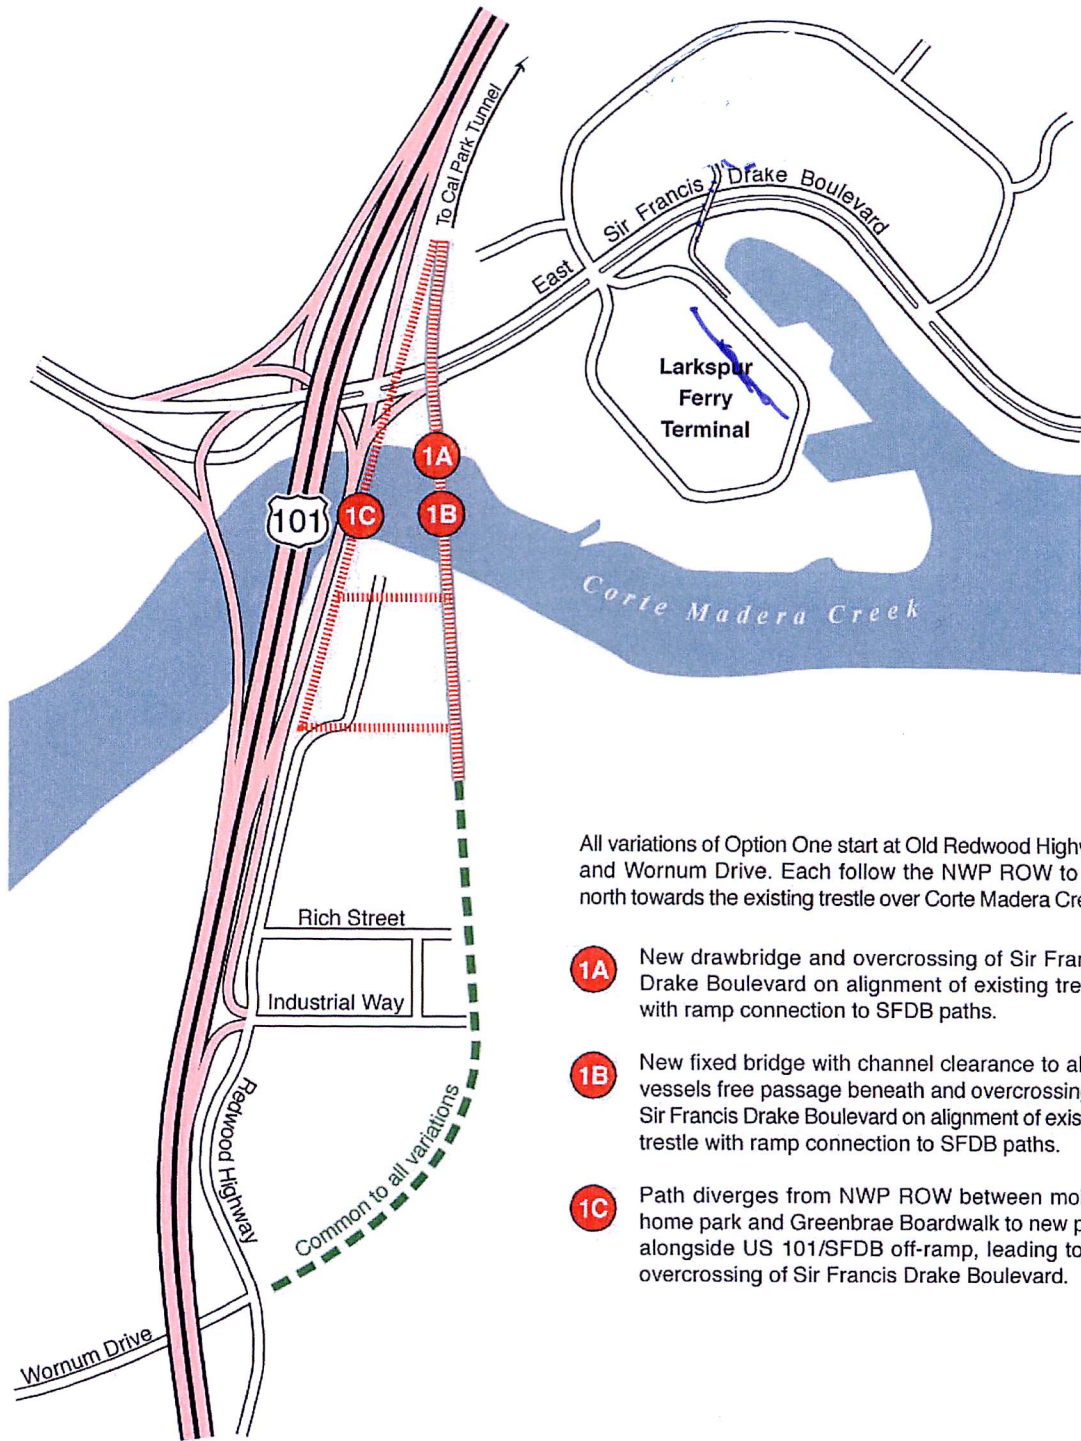 To Cal Park Tunnel
East Sir Francis Drake Boulevard
Larkspur
Ferry
Terminal
1A
101
1C
1B
Corte Madera Creek
All variations of Option One start at Old Redwood Highw
and Wornum Drive. Each follow the NWP ROW to
north towards the existing trestle over Corte Madera Cre
Rich Street
1A
New drawbridge and overcrossing of Sir Fran
Drake Boulevard on alignment of existing tre
with ramp connection to SFDB paths.
Industrial Way
1B
New fixed bridge with channel clearance to al
vessels free passage beneath and overcrossing
Sir Francis Drake Boulevard on alignment of exis
trestle with ramp connection to SFDB paths.
Redwood Highway
Common to all variations
1C
Path diverges from NWP ROW between mo
home park and Greenbrae Boardwalk to new p
alongside US 101/SFDB off-ramp, leading to
overcrossing of Sir Francis Drake Boulevard.
Wornum Drive